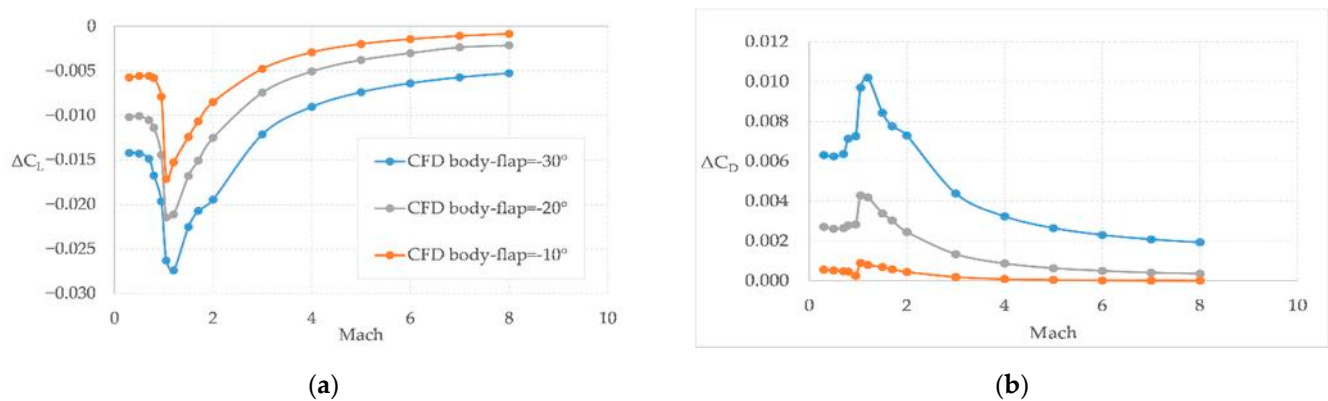 0
−0.005
−0.010
−0.015
−0.020
−0.025
−0.030
ΔC_L
CFD body-flap=-30°
CFD body-flap=-20°
CFD body-flap=-10°
0 2 4 6 8 10
Mach
(a)
0.012
0.010
0.008
0.006
0.004
0.002
0.000
ΔC_D
0 2 4 6 8 10
Mach
(b)